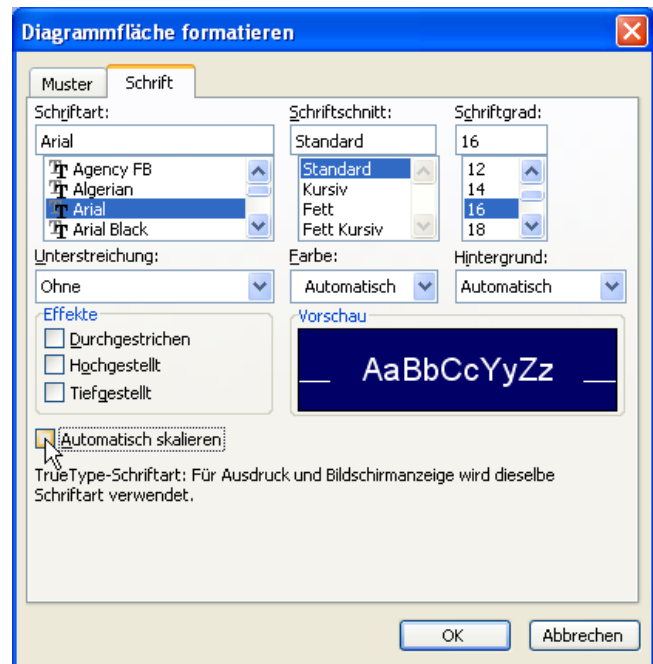 Diagrammfläche formatieren
Muster Schrift
Schriftart: Schriftschnitt: Schriftgrad:
Arial Standard 16
Agency FB Standard 12
Algerian Kursiv 14
Arial Fett 16
Arial Black Fett Kursiv 18
Unterstreichung: Farbe: Hintergrund:
Ohne Automatisch Automatisch
Effekte Vorschau
Durchgestrichen
Hochgestellt AaBbCcYyZz
Tiefgestellt
Automatisch skalieren
TrueType-Schriftart: Für Ausdruck und Bildschirmanzeige wird dieselbe
Schriftart verwendet.
OK Abbrechen